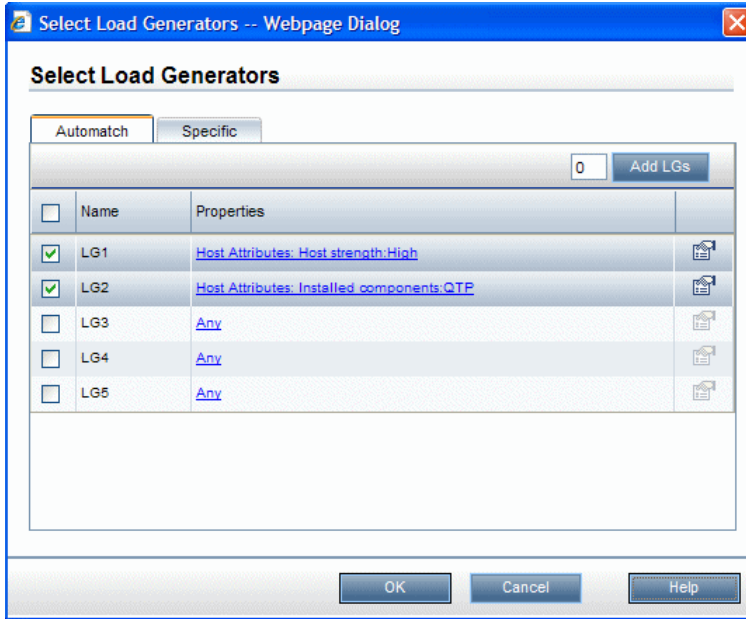 Select Load Generators -- Webpage Dialog
Select Load Generators
Automatch Specific
0 Add LGs
Name Properties
LG1 Host Attributes: Host strength:High
LG2 Host Attributes: Installed components:QTP
LG3 Any
LG4 Any
LG5 Any
OK Cancel Help